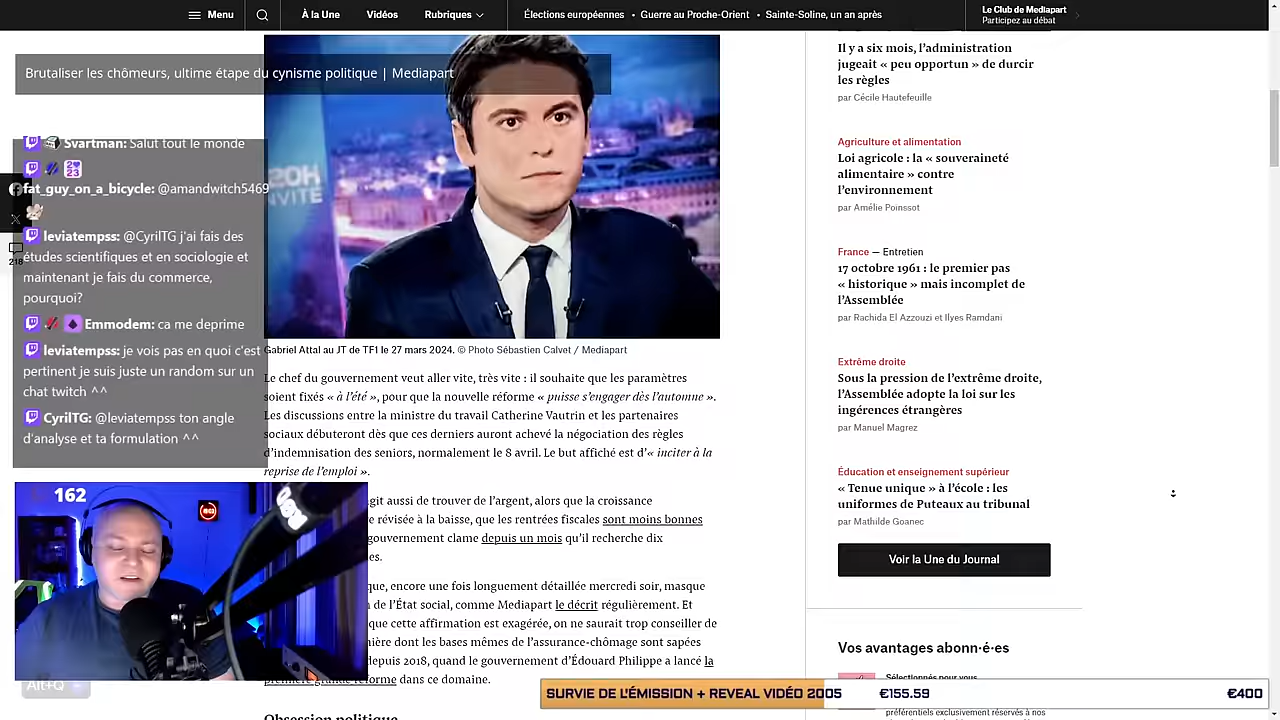 Menu
À la Une
Vidéos
Rubriques
Élections européennes • Guerre au Proche-Orient • Sainte-Soline, un an après
Le Club de Mediapart
Participez au débat
Brutaliser les chômeurs, ultime étape du cynisme politique | Mediapart
Svartman: Salut tout le monde
fat_guy_on_a_bicycle: @amandwitch5469
leviatempss: @CyrilTG j'ai fais des
études scientifiques et en sociologie et
maintenant je fais du commerce,
pourquoi?
Emmodem: ca me deprime
leviatempss: je vois pas en quoi c'est
pertinent je suis juste un random sur un
chat twitch ^^
CyrilTG: @leviatempss ton angle
d'analyse et ta formulation ^^
218
162
Alt+Q
Gabriel Attal au JT de TF1 le 27 mars 2024. © Photo Sébastien Calvet / Mediapart
Le chef du gouvernement veut aller vite, très vite : il souhaite que les paramètres
soient fixés « à l'été », pour que la nouvelle réforme « puisse s'engager dès l'automne ».
Les discussions entre la ministre du travail Catherine Vautrin et les partenaires
sociaux débuteront dès que ces derniers auront achevé la négociation des règles
d'indemnisation des seniors, normalement le 8 avril. Le but affiché est d'« inciter à la
reprise de l'emploi ».
git aussi de trouver de l'argent, alors que la croissance
e révisée à la baisse, que les rentrées fiscales sont moins bonnes
gouvernement clame depuis un mois qu'il recherche dix
es.
que, encore une fois longuement détaillée mercredi soir, masque
n de l'État social, comme Mediapart le décrit régulièrement. Et
que cette affirmation est exagérée, on ne saurait trop conseiller de
nière dont les bases mêmes de l'assurance-chômage sont sapées
depuis 2018, quand le gouvernement d'Édouard Philippe a lancé la
première grande réforme dans ce domaine.
Obsession politique
Il y a six mois, l'administration
jugeait « peu opportun » de durcir
les règles
par Cécile Hautefeuille
Agriculture et alimentation
Loi agricole : la « souveraineté
alimentaire » contre
l'environnement
par Amélie Poinssot
France — Entretien
17 octobre 1961 : le premier pas
« historique » mais incomplet de
l'Assemblée
par Rachida El Azzouzi et Ilyes Ramdani
Extrême droite
Sous la pression de l'extrême droite,
l'Assemblée adopte la loi sur les
ingérences étrangères
par Manuel Magrez
Éducation et enseignement supérieur
« Tenue unique » à l'école : les
uniformes de Puteaux au tribunal
par Mathilde Goanec
Voir la Une du Journal
Vos avantages abonn·é·es
Sélectionnés pour vous
préférentiels exclusivement réservés à nos
SURVIE DE L'ÉMISSION + REVEAL VIDÉO 2005
€155.59
€400